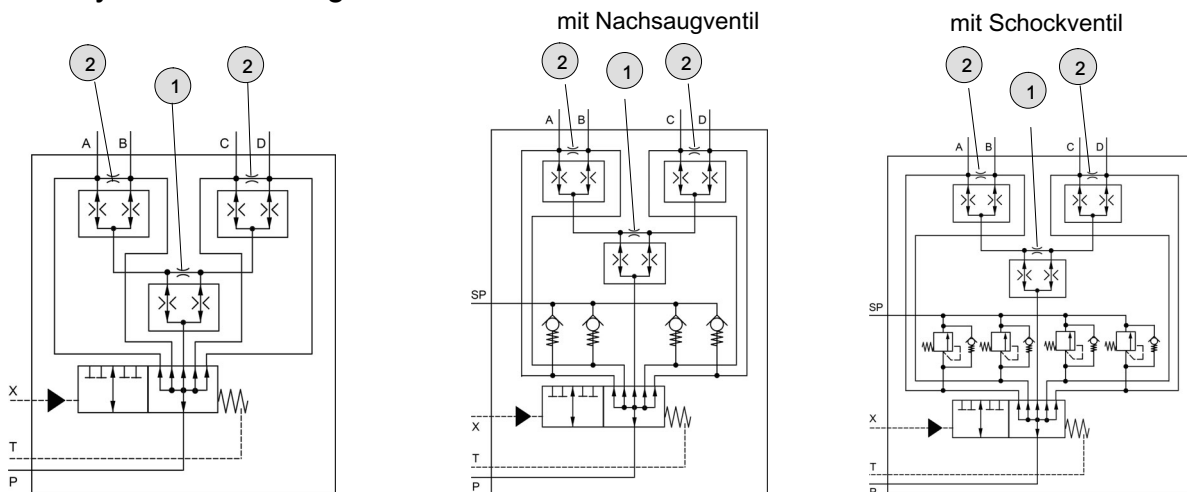 mit Nachsaugventil
mit Schockventil
2 2
1
A B C D
X
T
P
2 2
1
A B C D
SP
X
T
P
2 2
1
A B C D
SP
X
T